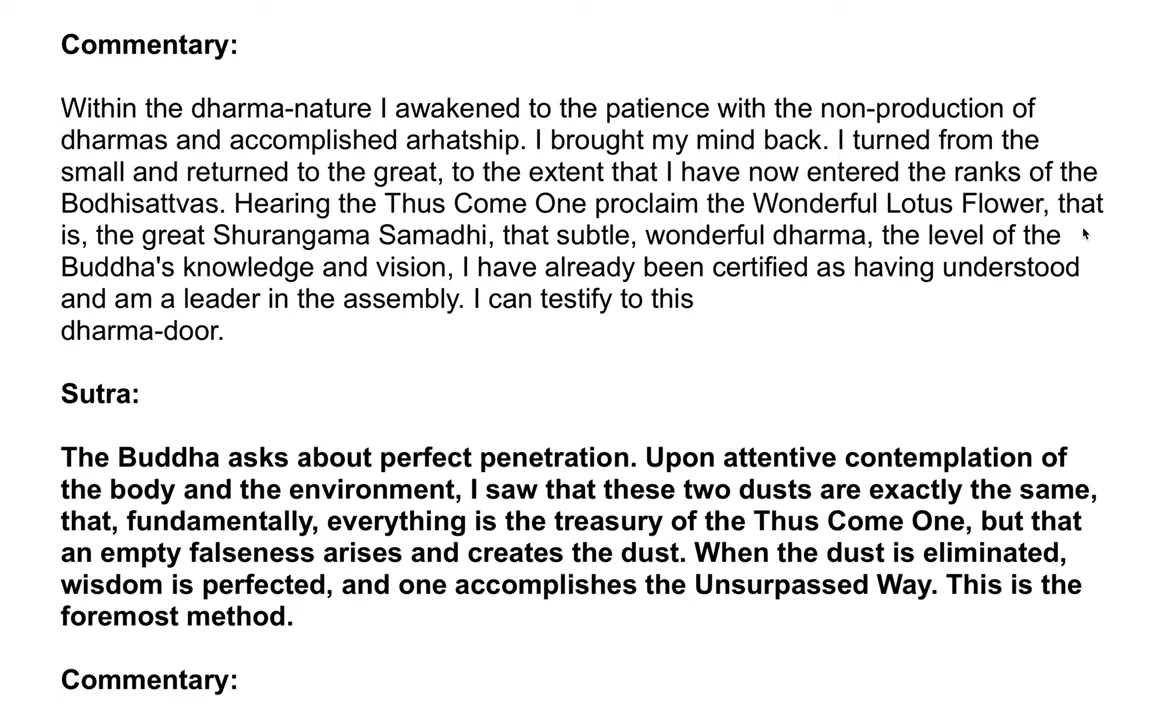 Commentary:
Within the dharma-nature I awakened to the patience with the non-production of
dharmas and accomplished arhatship. I brought my mind back. I turned from the
small and returned to the great, to the extent that I have now entered the ranks of the
Bodhisattvas. Hearing the Thus Come One proclaim the Wonderful Lotus Flower, that
is, the great Shurangama Samadhi, that subtle, wonderful dharma, the level of the
Buddha's knowledge and vision, I have already been certified as having understood
and am a leader in the assembly. I can testify to this
dharma-door.
Sutra:
The Buddha asks about perfect penetration. Upon attentive contemplation of
the body and the environment, I saw that these two dusts are exactly the same,
that, fundamentally, everything is the treasury of the Thus Come One, but that
an empty falseness arises and creates the dust. When the dust is eliminated,
wisdom is perfected, and one accomplishes the Unsurpassed Way. This is the
foremost method.
Commentary: